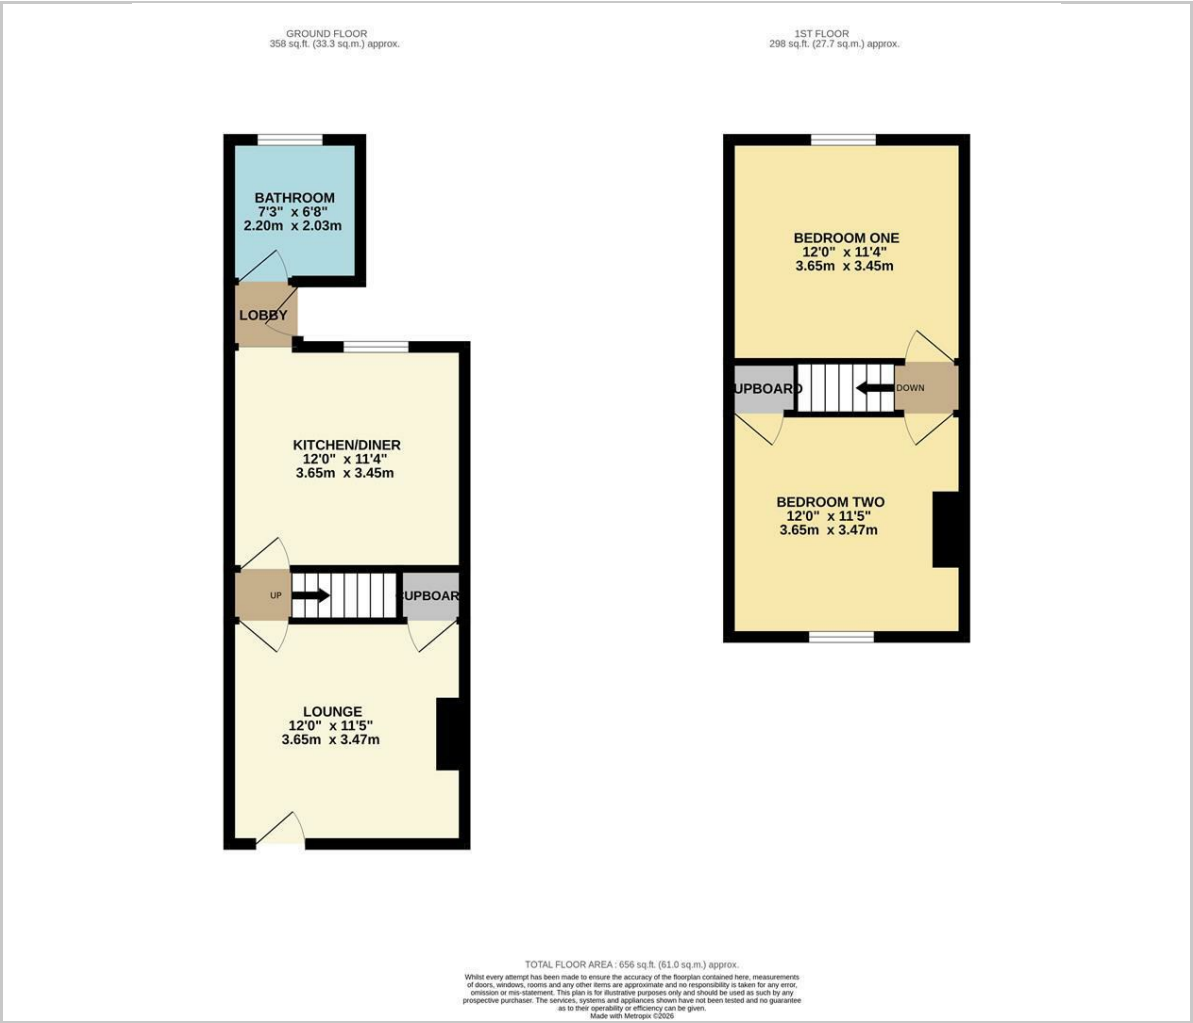 GROUND FLOOR
358 sq.ft. (33.3 sq.m.) approx.
BATHROOM
7'3" x 6'8"
2.20m x 2.03m
LOBBY
KITCHEN/DINER
12'0" x 11'4"
3.65m x 3.45m
UP
CUPBOARD
LOUNGE
12'0" x 11'5"
3.65m x 3.47m
1ST FLOOR
298 sq.ft. (27.7 sq.m.) approx.
BEDROOM ONE
12'0" x 11'4"
3.65m x 3.45m
CUPBOARD
DOWN
BEDROOM TWO
12'0" x 11'5"
3.65m x 3.47m
TOTAL FLOOR AREA : 656 sq.ft. (61.0 sq.m.) approx.
Whilst every attempt has been made to ensure the accuracy of the floorplan contained here, measurements
of doors, windows, rooms and any other items are approximate and no responsibility is taken for any error,
omission or mis-statement. This plan is for illustrative purposes only and should be used as such by any
prospective purchaser. The services, systems and appliances shown have not been tested and no guarantee
as to their operability or efficiency can be given.
Made with Metropix ©2026